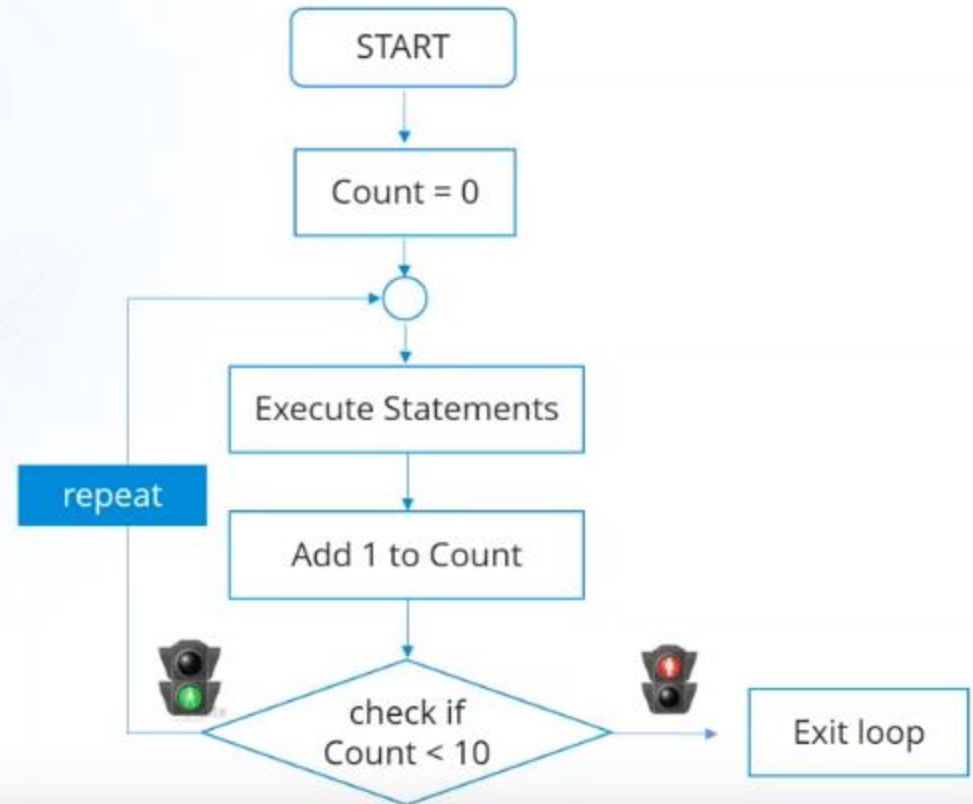 START
Count = 0
Execute Statements
repeat
Add 1 to Count
check if
Count < 10
Exit loop